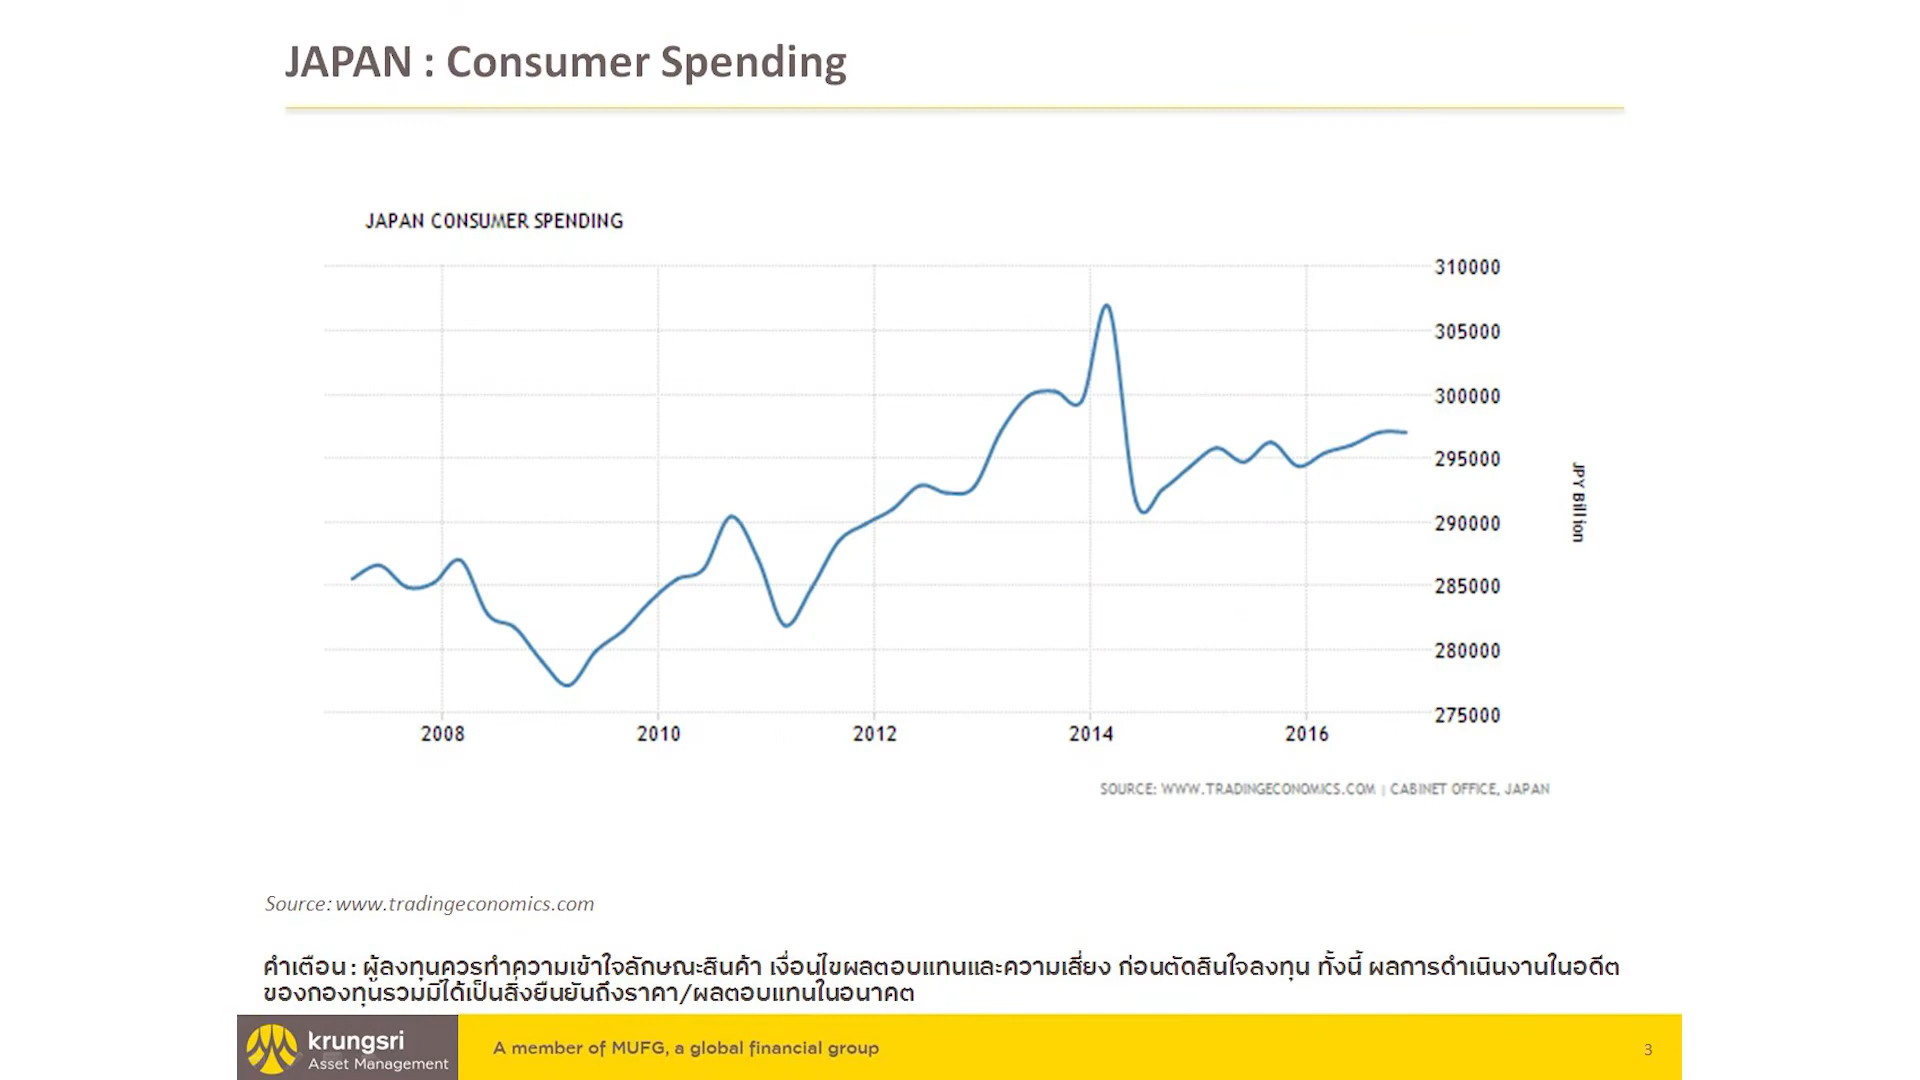 JAPAN : Consumer Spending
JAPAN CONSUMER SPENDING
310000
305000
300000
295000
290000
285000
280000
275000
JPY Billion
2008 2010 2012 2014 2016
SOURCE: WWW.TRADINGECONOMICS.COM | CABINET OFFICE, JAPAN
Source: www.tradingeconomics.com
คำเตือน : ผู้ลงทุนควรทำความเข้าใจลักษณะสินค้า เงื่อนไขผลตอบแทนและความเสี่ยง ก่อนตัดสินใจลงทุน ทั้งนี้ ผลการดำเนินงานในอดีต
ของกองทุนรวมมิได้เป็นสิ่งยืนยันถึงราคา/ผลตอบแทนในอนาคต
krungsri
Asset Management
A member of MUFG, a global financial group
3